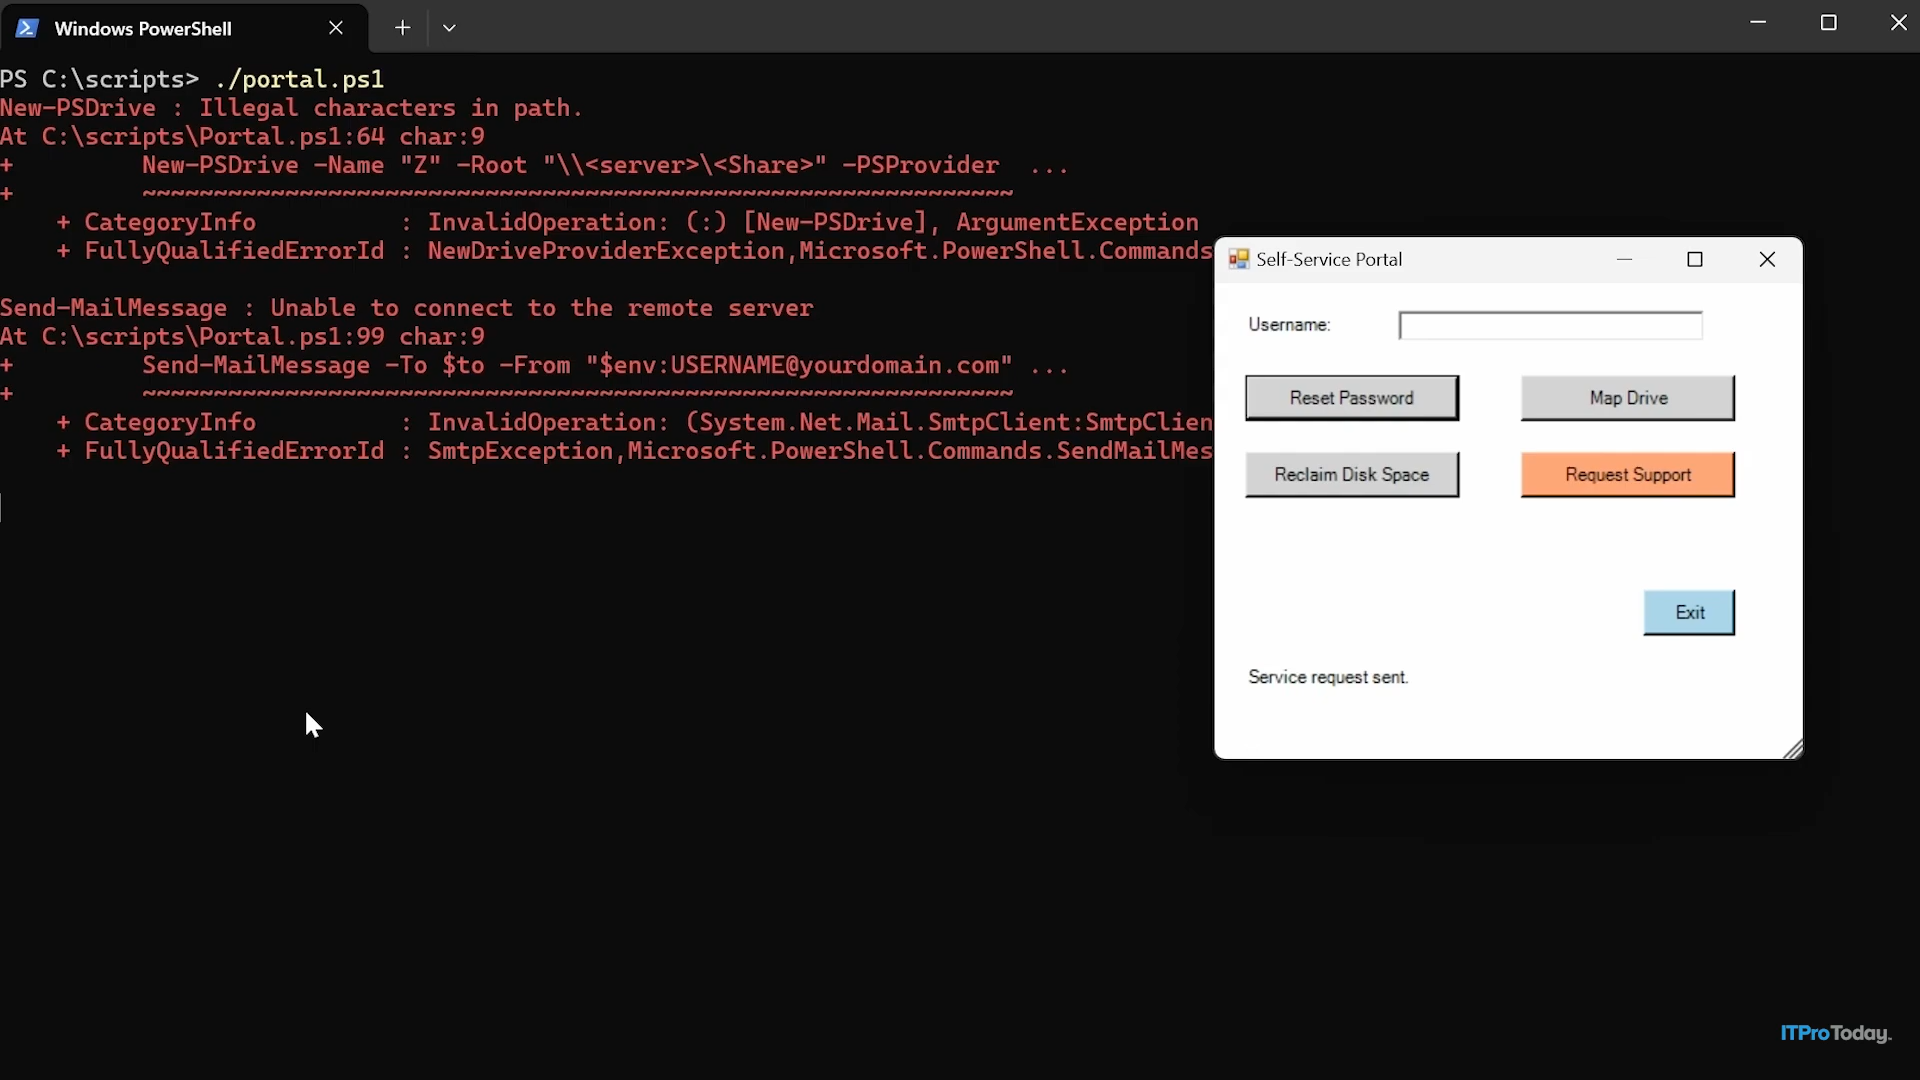 Windows PowerShell
PS C:\scripts> ./portal.ps1
New-PSDrive : Illegal characters in path.
At C:\scripts\Portal.ps1:64 char:9
+         New-PSDrive -Name "Z" -Root "\\<server>\<Share>" -PSProvider  ...
+         ~~~~~~~~~~~~~~~~~~~~~~~~~~~~~~~~~~~~~~~~~~~~~~~~~~~~~~~~~~~~~
    + CategoryInfo          : InvalidOperation: (:) [New-PSDrive], ArgumentException
    + FullyQualifiedErrorId : NewDriveProviderException,Microsoft.PowerShell.Commands
Send-MailMessage : Unable to connect to the remote server
At C:\scripts\Portal.ps1:99 char:9
+         Send-MailMessage -To $to -From "$env:USERNAME@yourdomain.com" ...
+         ~~~~~~~~~~~~~~~~~~~~~~~~~~~~~~~~~~~~~~~~~~~~~~~~~~~~~~~~~~~~~
    + CategoryInfo          : InvalidOperation: (System.Net.Mail.SmtpClient:SmtpClien
    + FullyQualifiedErrorId : SmtpException,Microsoft.PowerShell.Commands.SendMailMes
Self-Service Portal
Username:
Reset Password
Map Drive
Reclaim Disk Space
Request Support
Exit
Service request sent.
ITProToday.